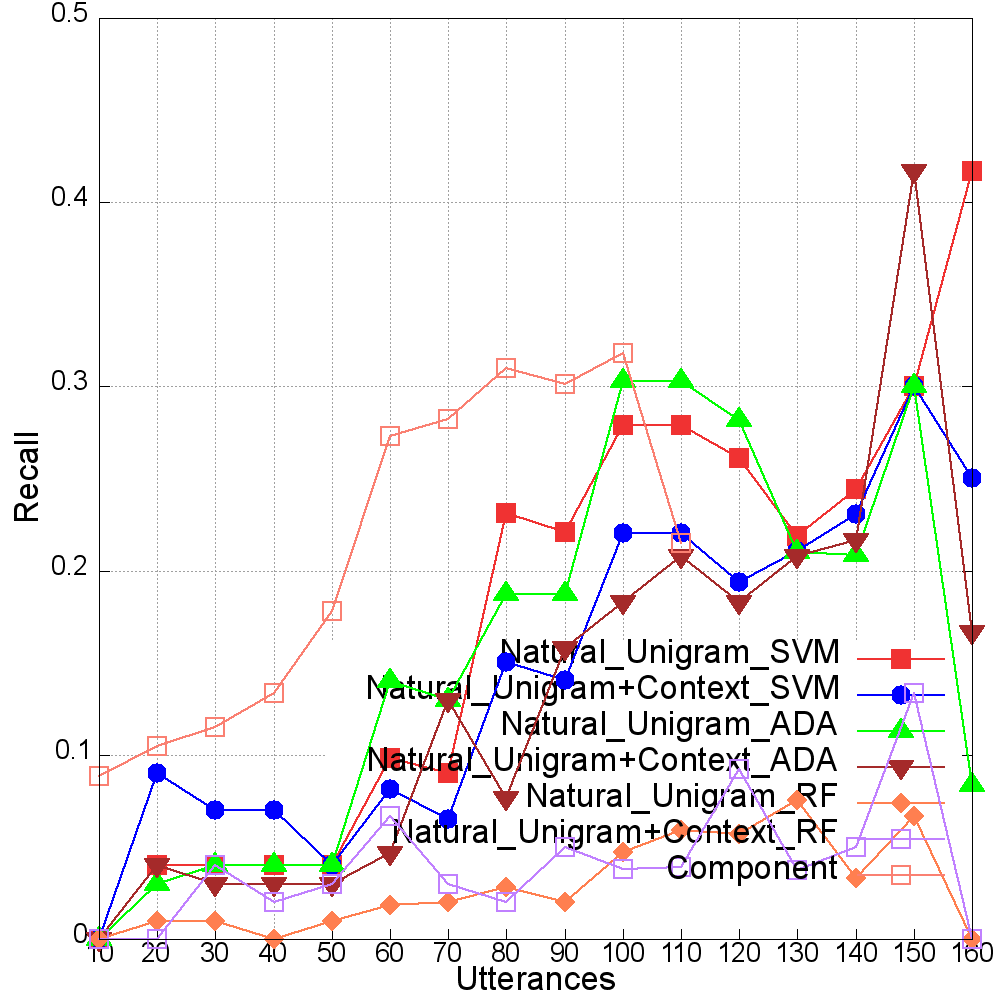 0.5
0.4
0.3
0.2
0.1
0
Recall
Natural_Unigram_SVM
Natural_Unigram+Context_SVM
Natural_Unigram_ADA
Natural_Unigram+Context_ADA
Natural_Unigram_RF
Natural_Unigram+Context_RF
Component
10 20 30 40 50 60 70 80 90 100 110 120 130 140 150 160
Utterances